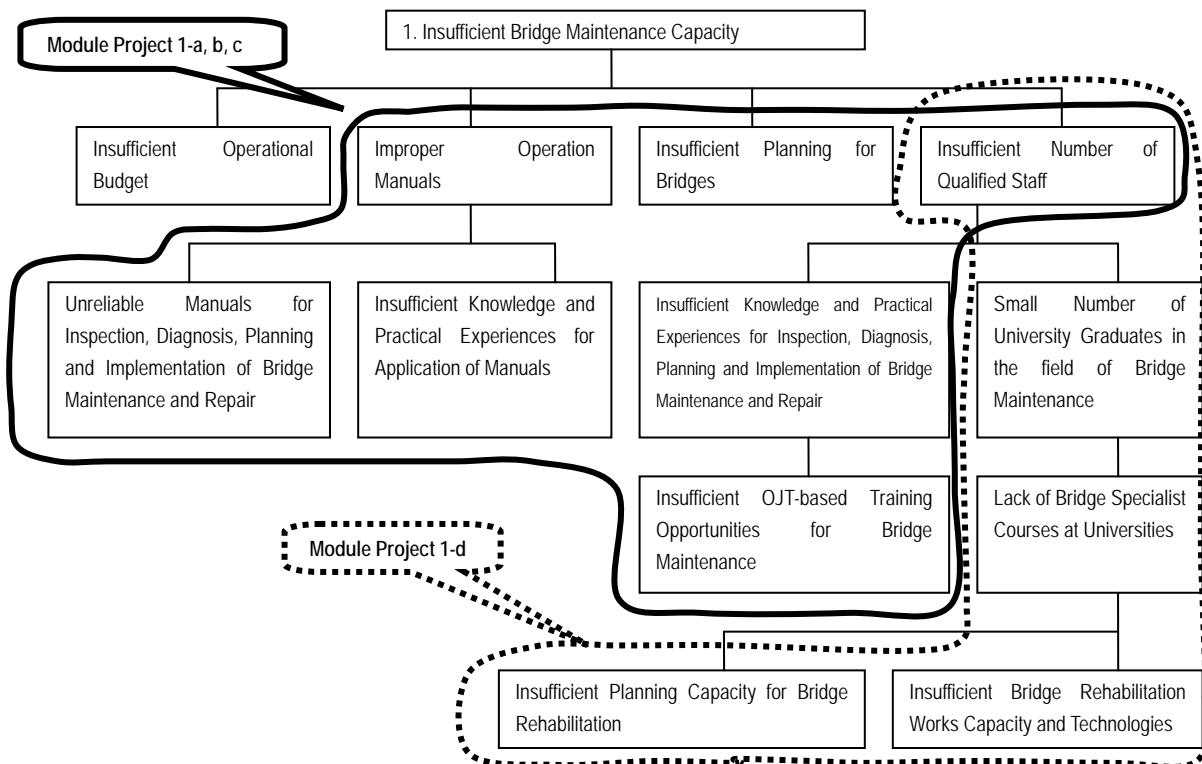 1. Insufficient Bridge Maintenance Capacity
Module Project 1-a, b, c
Insufficient Operational
Budget
Improper Operation
Manuals
Insufficient Planning for
Bridges
Insufficient Number of
Qualified Staff
Unreliable Manuals for
Inspection, Diagnosis, Planning
and Implementation of Bridge
Maintenance and Repair
Insufficient Knowledge and
Practical Experiences for
Application of Manuals
Insufficient Knowledge and Practical
Experiences for Inspection, Diagnosis,
Planning and Implementation of Bridge
Maintenance and Repair
Small Number of
University Graduates in
the field of Bridge
Maintenance
Insufficient OJT-based Training
Opportunities for Bridge
Maintenance
Lack of Bridge Specialist
Courses at Universities
Module Project 1-d
Insufficient Planning Capacity for Bridge
Rehabilitation
Insufficient Bridge Rehabilitation
Works Capacity and Technologies